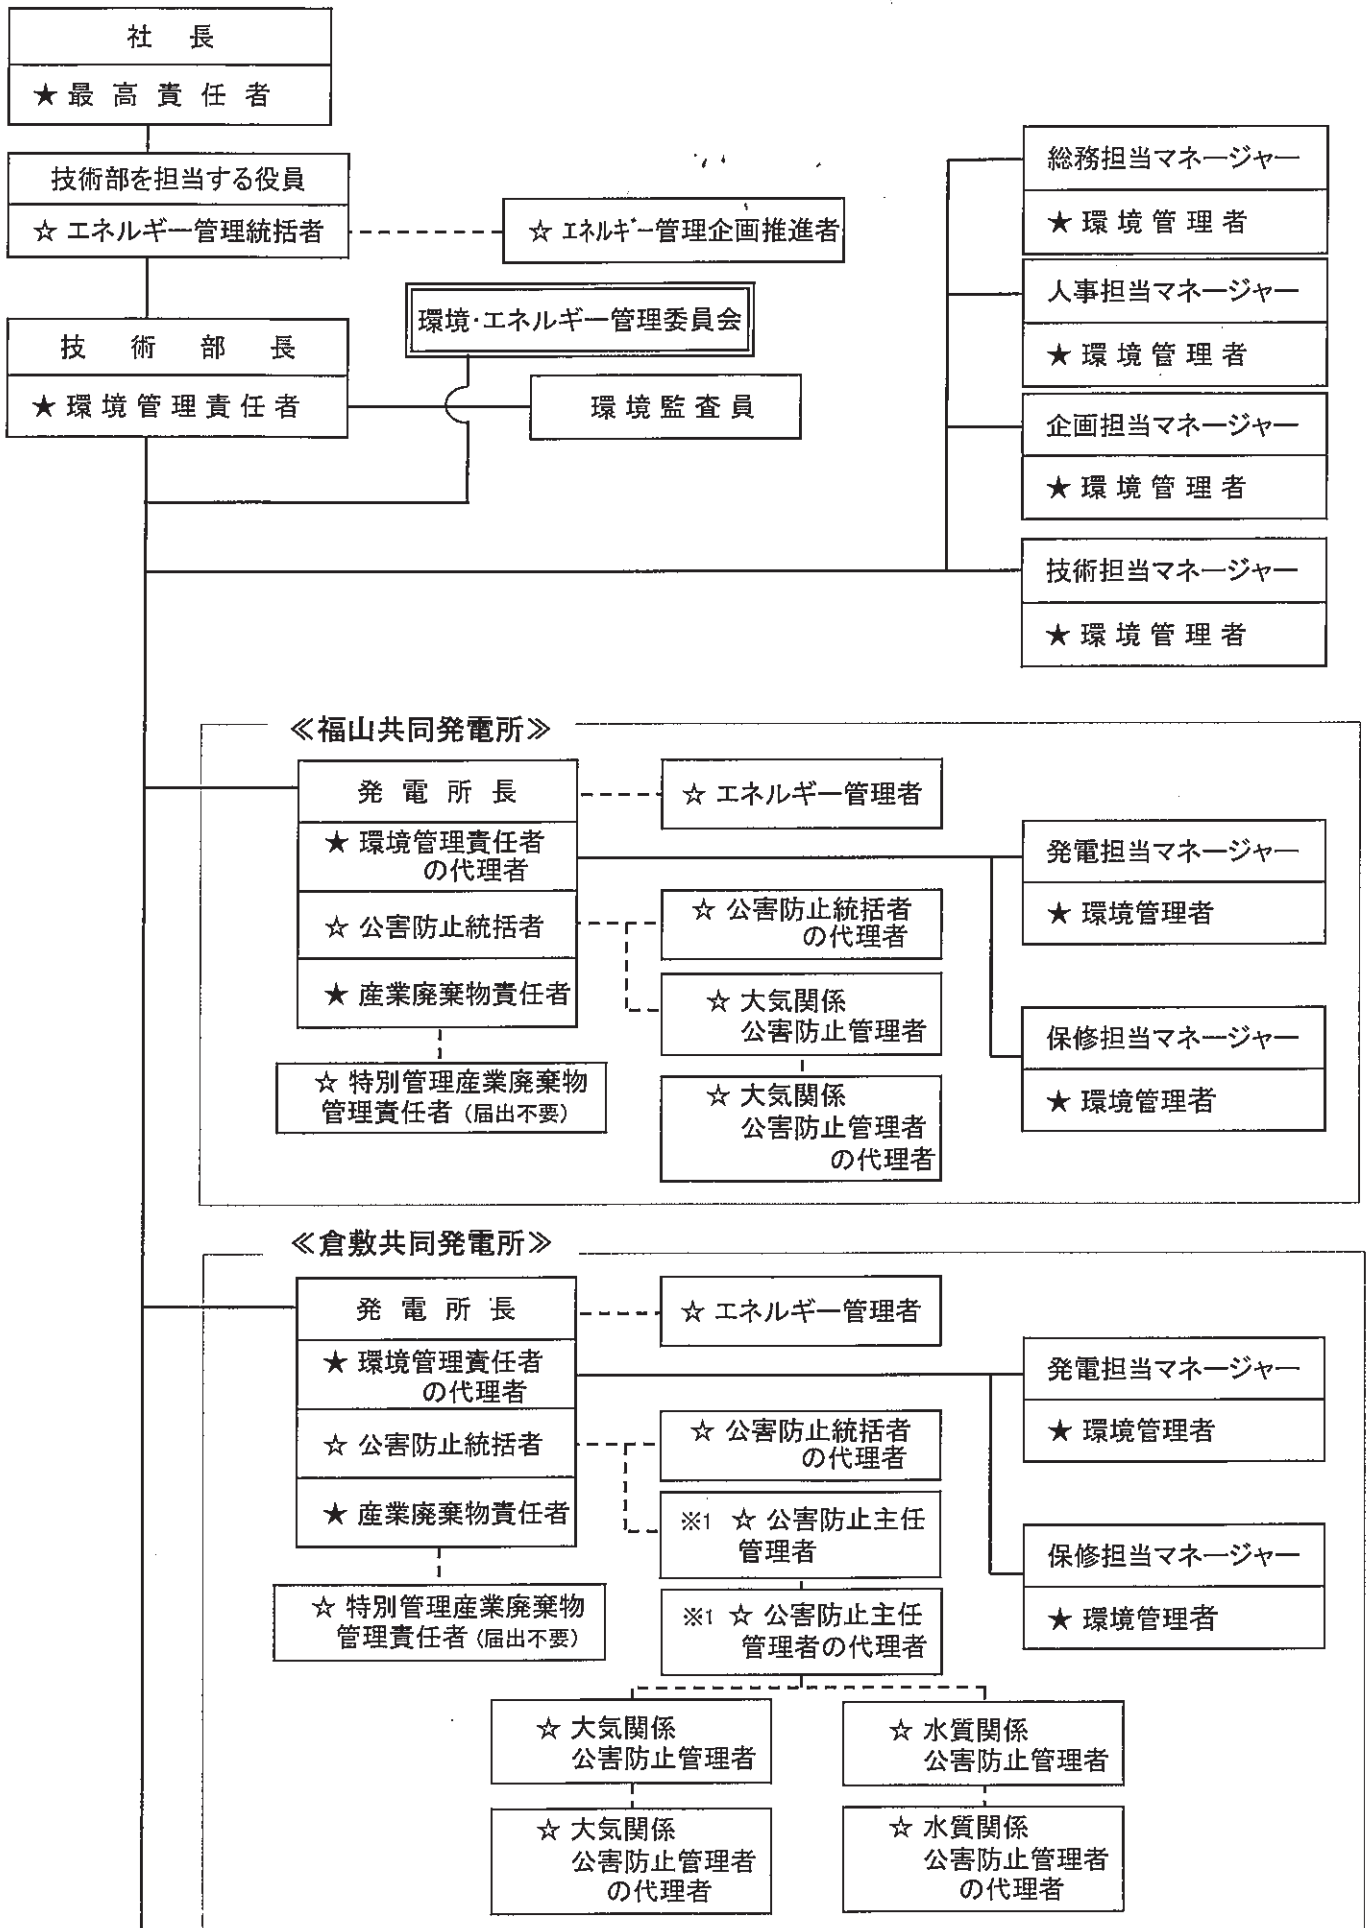 社 長
★ 最 高 責 任 者
技術部を担当する役員
☆ エネルギー管理統括者
☆ エネルギー管理企画推進者
環境・エネルギー管理委員会
技 術 部 長
★ 環 境 管 理 責 任 者
環 境 監 査 員
総務担当マネージャー
★ 環 境 管 理 者
人事担当マネージャー
★ 環 境 管 理 者
企画担当マネージャー
★ 環 境 管 理 者
技術担当マネージャー
★ 環 境 管 理 者
≪福山共同発電所≫
発 電 所 長
★ 環境管理責任者
の代理者
☆ 公害防止統括者
★ 産業廃棄物責任者
☆ 特別管理産業廃棄物
管理責任者 (届出不要)
☆ エネルギー管理者
☆ 公害防止統括者
の代理者
☆ 大気関係
公害防止管理者
☆ 大気関係
公害防止管理者
の代理者
発電担当マネージャー
★ 環境管理者
保修担当マネージャー
★ 環境管理者
≪倉敷共同発電所≫
発 電 所 長
★ 環境管理責任者
の代理者
☆ 公害防止統括者
★ 産業廃棄物責任者
☆ 特別管理産業廃棄物
管理責任者 (届出不要)
☆ エネルギー管理者
☆ 公害防止統括者
の代理者
※1 ☆ 公害防止主任
管理者
※1 ☆ 公害防止主任
管理者の代理者
発電担当マネージャー
★ 環境管理者
保修担当マネージャー
★ 環境管理者
☆ 大気関係
公害防止管理者
☆ 大気関係
公害防止管理者
の代理者
☆ 水質関係
公害防止管理者
☆ 水質関係
公害防止管理者
の代理者